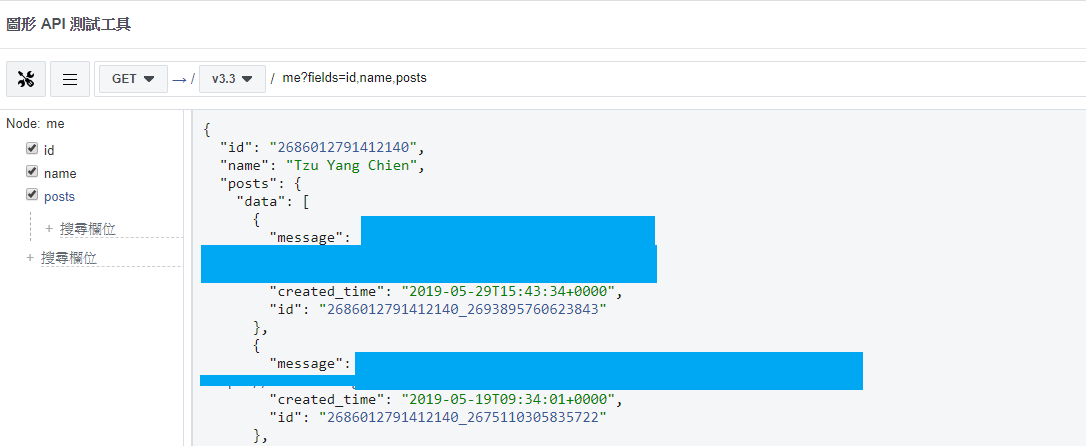 圖形 API 測試工具
GET → / v3.3 / me?fields=id,name,posts
Node: me
id
name
posts
+ 搜尋欄位
+ 搜尋欄位
{
"id": "2686012791412140",
"name": "Tzu Yang Chien",
"posts": {
"data": [
{
"message":
"created_time": "2019-05-29T15:43:34+0000",
"id": "2686012791412140_2693895760623843"
},
{
"message":
"created_time": "2019-05-19T09:34:01+0000",
"id": "2686012791412140_2675110305835722"
},